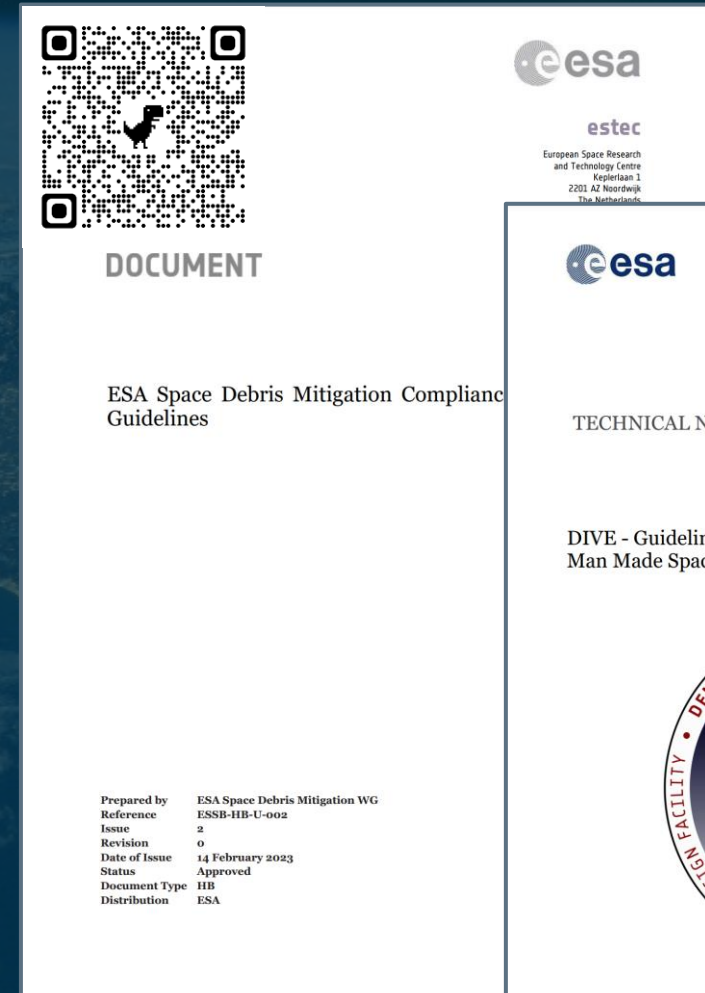 esa
estec
European Space Research
and Technology Centre
Keplerlaan 1
2201 AZ Noordwijk
The Netherlands
DOCUMENT
ESA Space Debris Mitigation Complianc
Guidelines
Prepared by ESA Space Debris Mitigation WG
Reference ESSB-HB-U-002
Issue 2
Revision 0
Date of Issue 14 February 2023
Status Approved
Document Type HB
Distribution ESA
esa
TECHNICAL N
DIVE - Guidelin
Man Made Spac
IGN FACILITY • DE